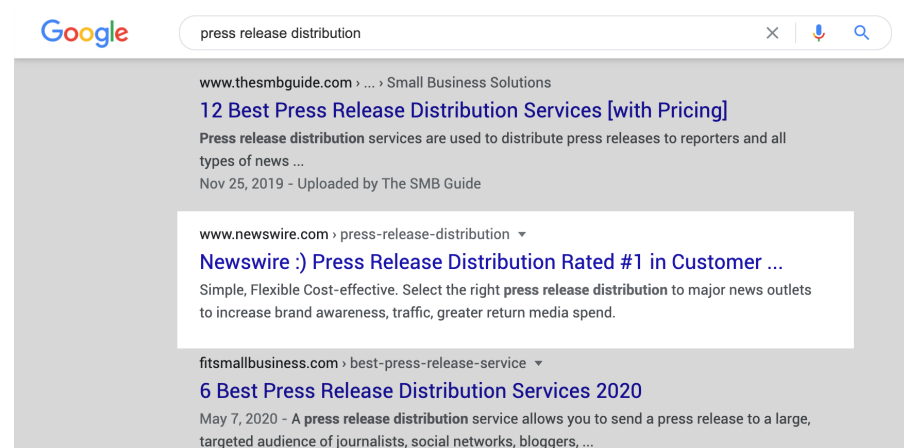 Google
press release distribution
www.thesmbguide.com › ... › Small Business Solutions
12 Best Press Release Distribution Services [with Pricing]
Press release distribution services are used to distribute press releases to reporters and all
types of news ...
Nov 25, 2019 - Uploaded by The SMB Guide
www.newswire.com › press-release-distribution
Newswire :) Press Release Distribution Rated #1 in Customer ...
Simple, Flexible Cost-effective. Select the right press release distribution to major news outlets
to increase brand awareness, traffic, greater return media spend.
fitsmallbusiness.com › best-press-release-service
6 Best Press Release Distribution Services 2020
May 7, 2020 - A press release distribution service allows you to send a press release to a large,
targeted audience of journalists, social networks, bloggers, ...